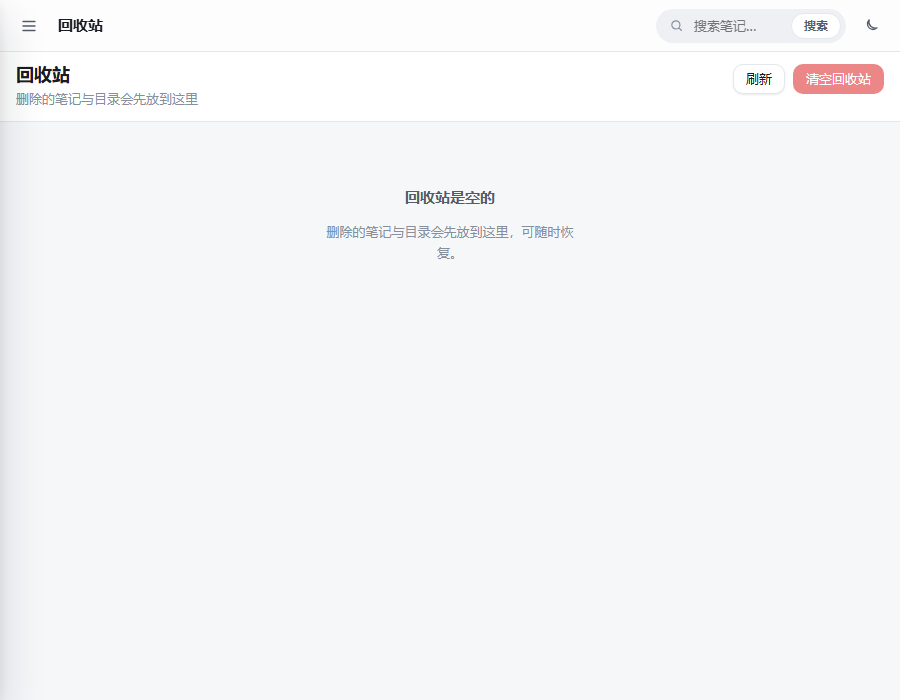 回收站
搜索笔记...
搜索
回收站
删除的笔记与目录会先放到这里
刷新
清空回收站
回收站是空的
删除的笔记与目录会先放到这里，可随时恢
复。